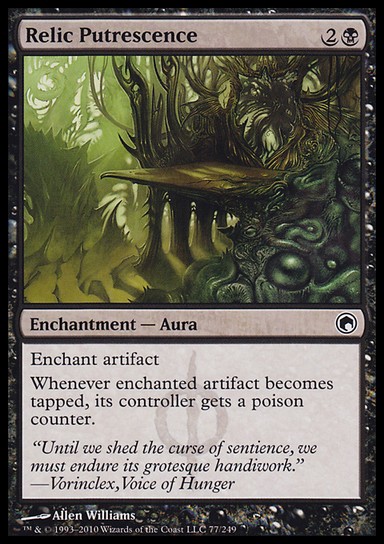 Relic Putrescence 2
Enchantment — Aura
Enchant artifact
Whenever enchanted artifact becomes
tapped, its controller gets a poison
counter.
“Until we shed the curse of sentience, we
must endure its grotesque handiwork.”
—Vorinclex, Voice of Hunger
Allen Williams
™ & © 1993–2010 Wizards of the Coast LLC 77/249